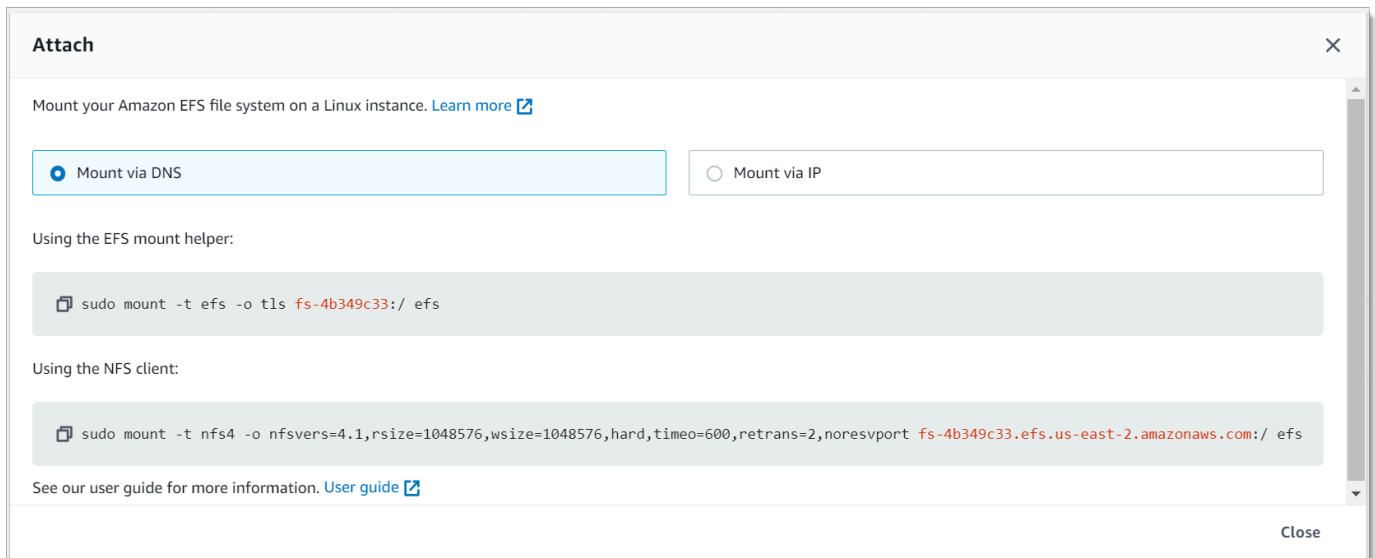 Attach
Mount your Amazon EFS file system on a Linux instance. Learn more
Mount via DNS
Mount via IP
Using the EFS mount helper:
sudo mount -t efs -o tls fs-4b349c33:/ efs
Using the NFS client:
sudo mount -t nfs4 -o nfsvers=4.1,rsize=1048576,wsize=1048576,hard,timeo=600,retrans=2,noresvport fs-4b349c33.efs.us-east-2.amazonaws.com:/ efs
See our user guide for more information. User guide
Close